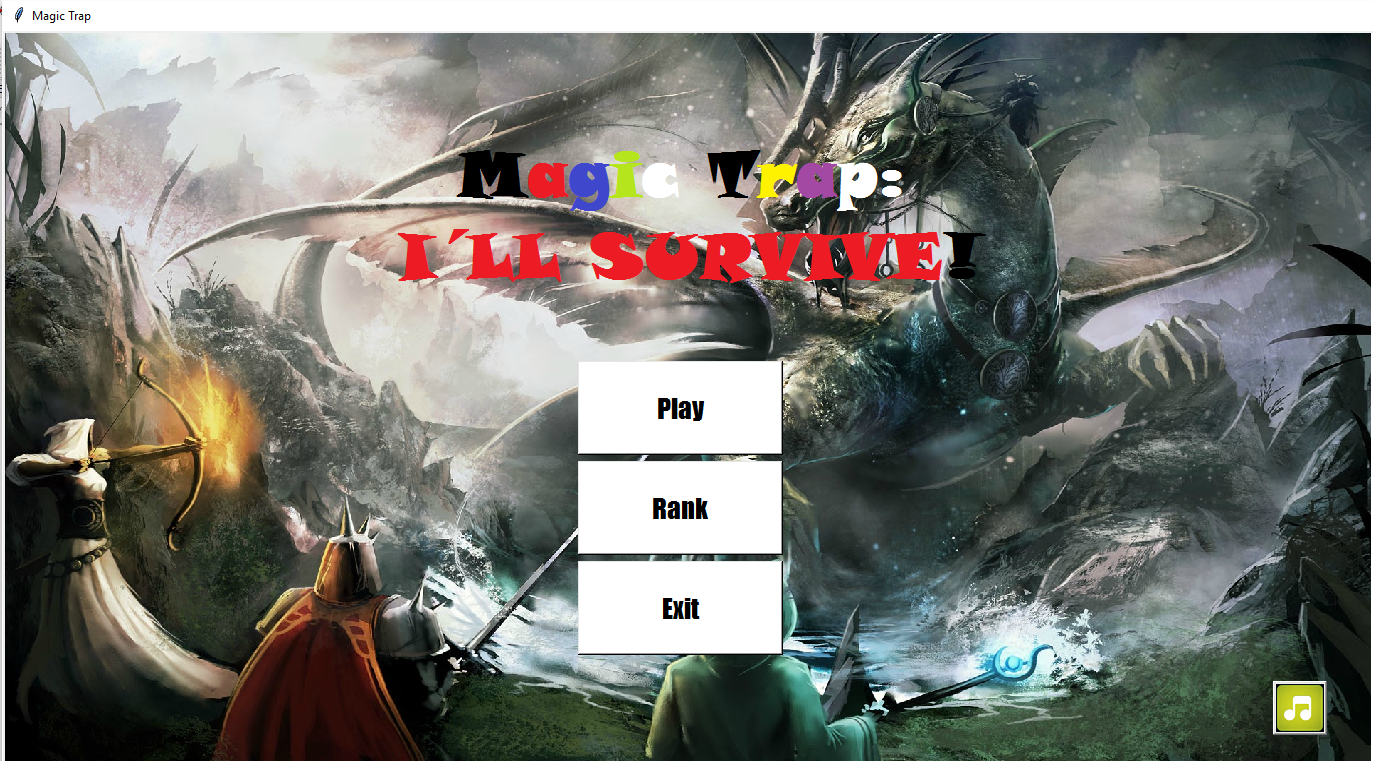 Magic Trap
Magic Trap:
I´LL SURVIVE!
Play
Rank
Exit